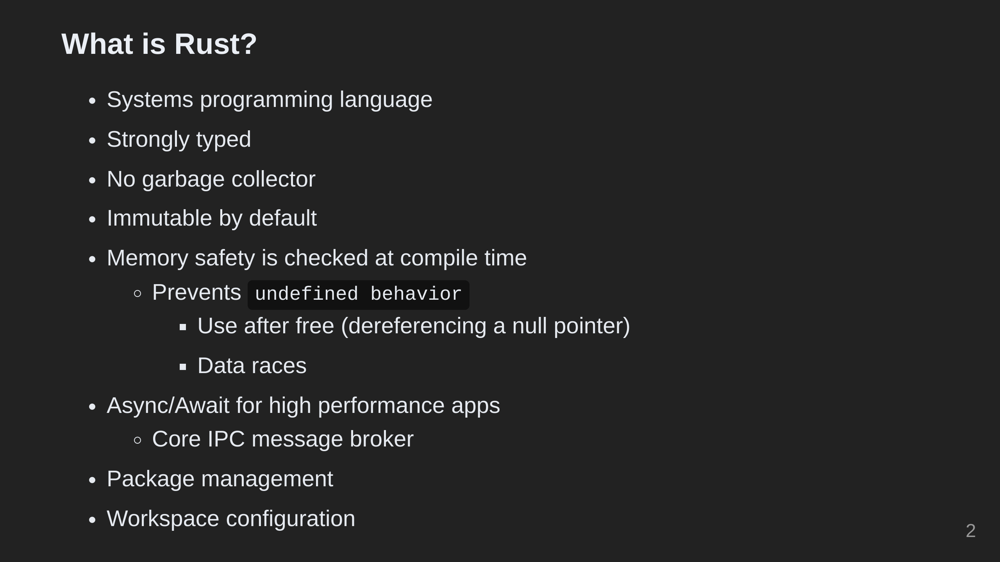 What is Rust?
Systems programming language
Strongly typed
No garbage collector
Immutable by default
Memory safety is checked at compile time
Prevents undefined behavior
Use after free (dereferencing a null pointer)
Data races
Async/Await for high performance apps
Core IPC message broker
Package management
Workspace configuration
2